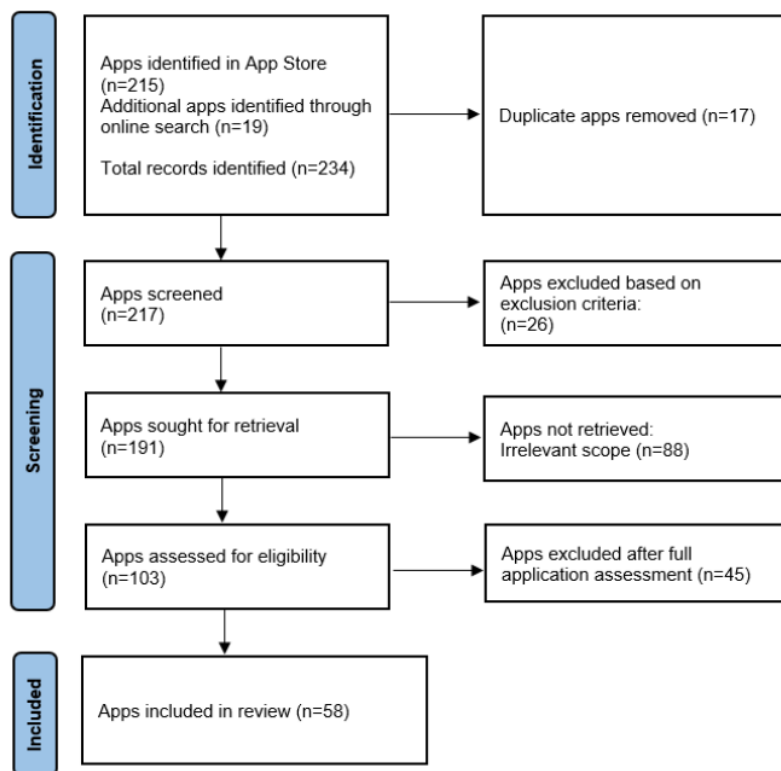 Identification
Apps identified in App Store
(n=215)
Additional apps identified through
online search (n=19)
Total records identified (n=234)
Duplicate apps removed (n=17)
Screening
Apps screened
(n=217)
Apps excluded based on
exclusion criteria:
(n=26)
Apps sought for retrieval
(n=191)
Apps not retrieved:
Irrelevant scope (n=88)
Apps assessed for eligibility
(n=103)
Apps excluded after full
application assessment (n=45)
Included
Apps included in review (n=58)